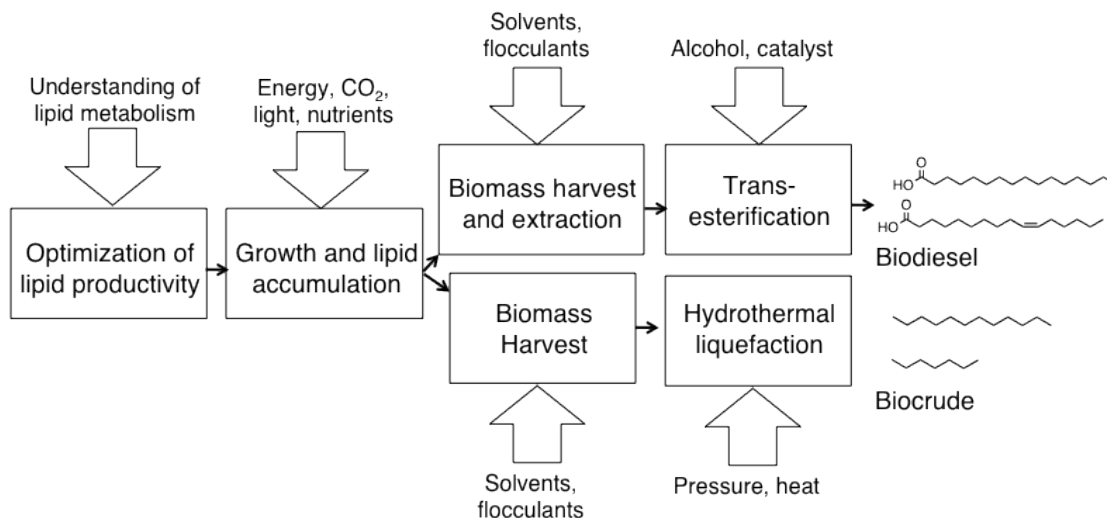 Solvents,
flocculants
Alcohol, catalyst
Understanding of
lipid metabolism
Energy, CO₂,
light, nutrients
Biomass harvest
and extraction
Trans-
esterification
O
HO
O
HO
Biodiesel
Optimization of
lipid productivity
Growth and lipid
accumulation
Biomass
Harvest
Hydrothermal
liquefaction
Biocrude
Solvents,
flocculants
Pressure, heat